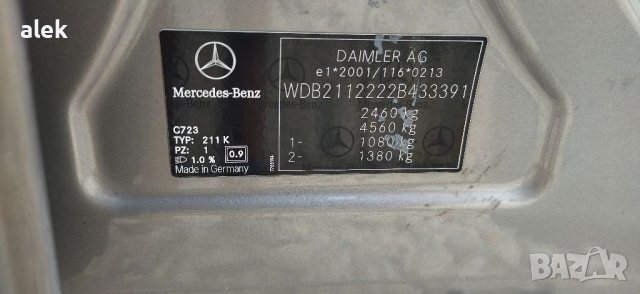 alek
Mercedes-Benz
C723
TYP: 211 K
PZ: 1
1.0 % 0.9
Made in Germany
DAIMLER AG
e1*2001/116*0213
WDB2112222B433391
2460 kg
4560 kg
1- 1080 kg
2- 1380 kg
bazar